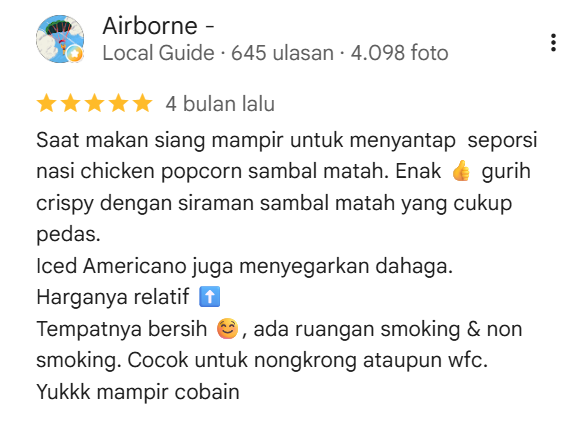 Airborne -
Local Guide · 645 ulasan · 4.098 foto
4 bulan lalu
Saat makan siang mampir untuk menyantap  seporsi
nasi chicken popcorn sambal matah. Enak 👍 gurih
crispy dengan siraman sambal matah yang cukup
pedas.
Iced Americano juga menyegarkan dahaga.
Harganya relatif ⬆️
Tempatnya bersih 😊, ada ruangan smoking & non
smoking. Cocok untuk nongkrong ataupun wfc.
Yukkk mampir cobain